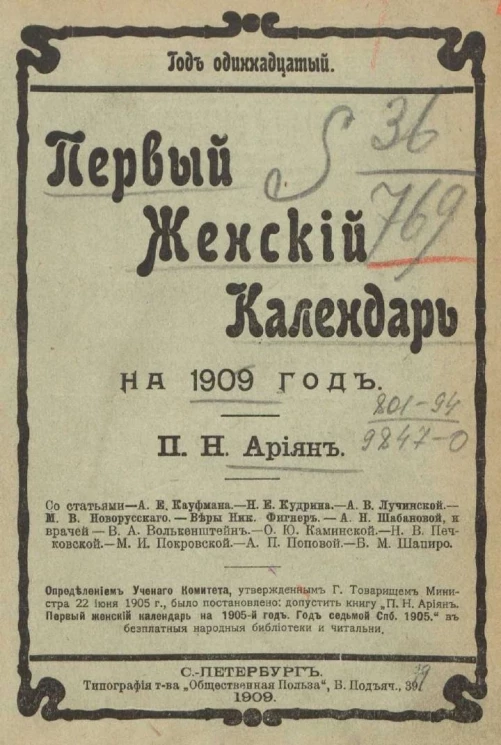 Годъ одиннадцатый.
Первый
Женскій
Календарь
НА 1909 ГОДЪ.
П. Н. Аріянъ.
Со статьями—А. Е. Кауфмана.—Н. Е. Кудрина.—А. В. Лучинской.—
М. В. Новорусскаго.—Вѣры Ник. Фигнеръ.—А. Н. Шабановой, и
врачей—В. А. Волькенштейнъ.—О. Ю. Каминской.—Н. В. Печ-
ковской.—М. И. Покровской.—А. П. Поповой.—В. М. Шапиро.
Опредѣленіемъ Ученаго Комитета, утвержденнымъ Г. Товарищемъ Мини-
стра 22 іюня 1905 г., было постановлено: допустить книгу „П. Н. Аріянъ.
Первый женскій календарь на 1905-й годъ. Годъ седьмой Спб. 1905.“ въ
безплатныя народныя библіотеки и читальни.
С.-ПЕТЕРБУРГЪ.
Типографія т-ва „Общественная Польза“, Б. Подъяч., 39.
1909.
36
769
801-94
9847-0